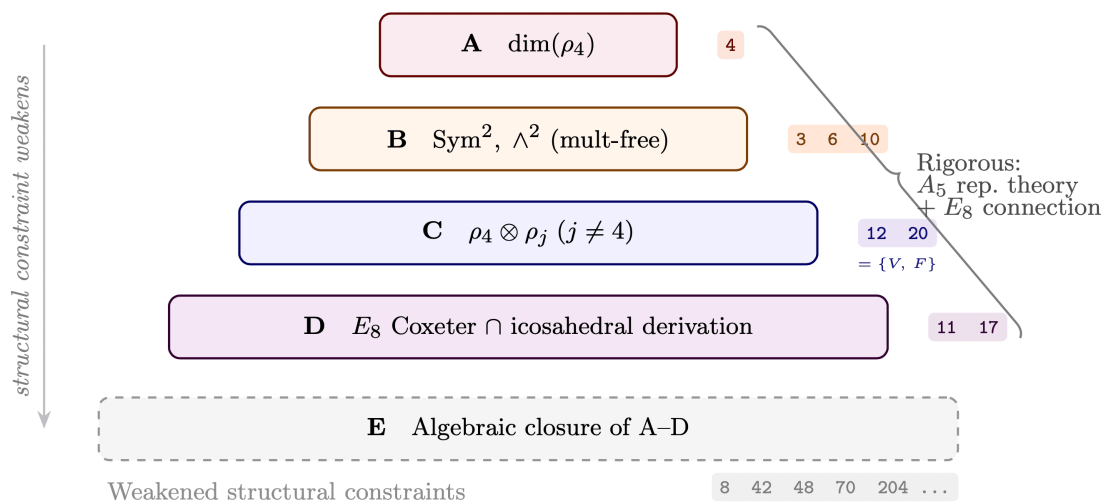 structural constraint weakens
A dim(ρ₄) 4
B Sym², ∧² (mult-free) 3 6 10
Rigorous:
A₅ rep. theory
+ E₈ connection
C ρ₄ ⊗ ρⱼ (j ≠ 4) 12 20
= {V, F}
D E₈ Coxeter ∩ icosahedral derivation 11 17
E Algebraic closure of A–D
Weakened structural constraints 8 42 48 70 204 ...